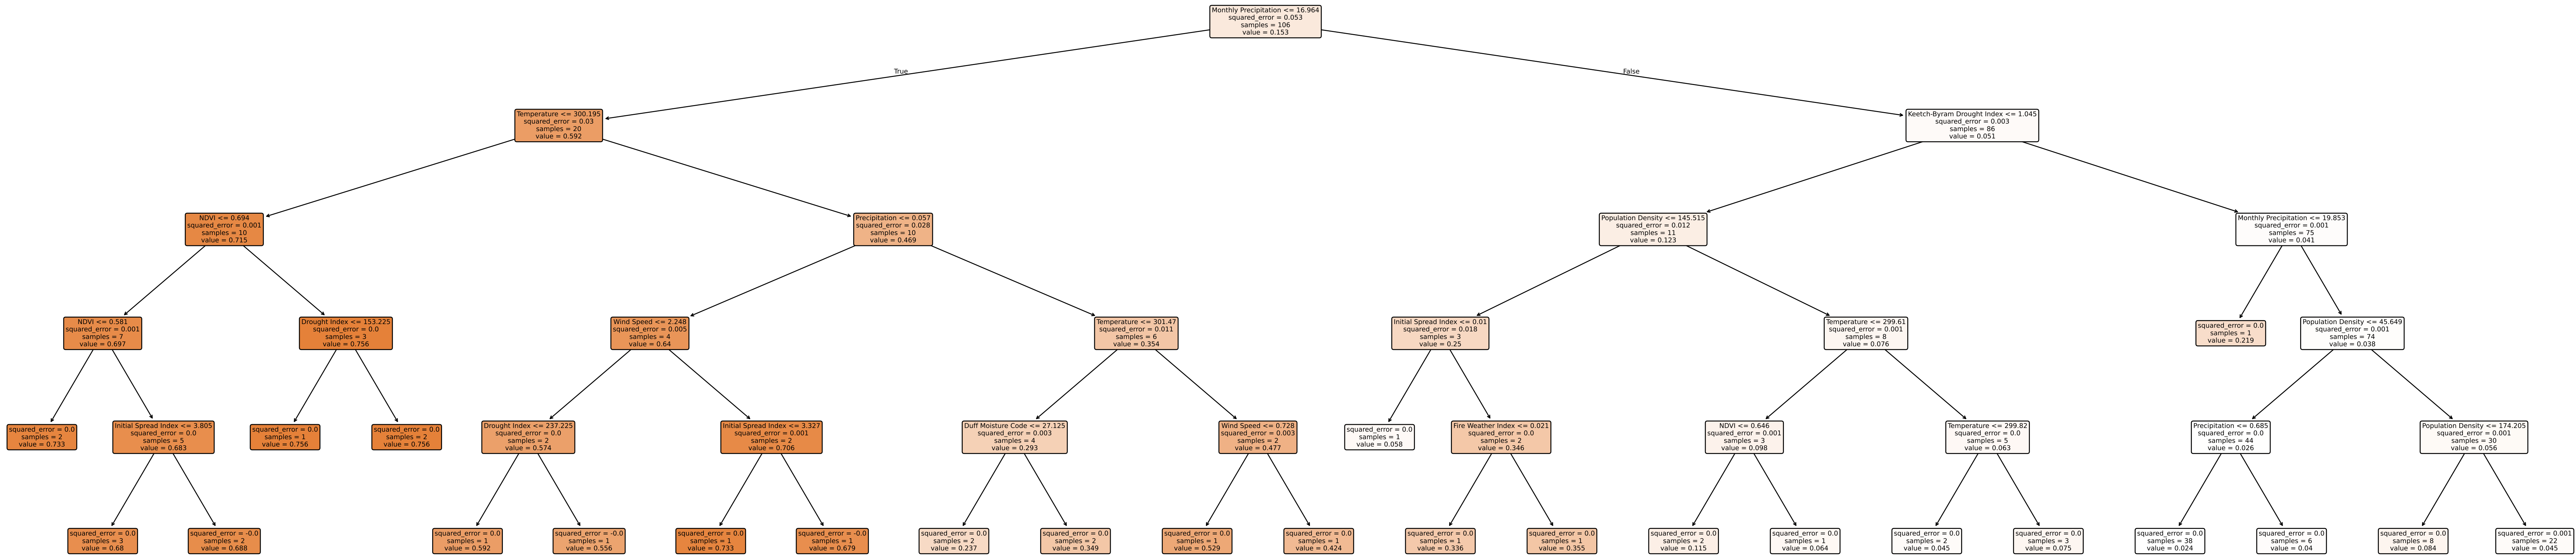 Monthly Precipitation <= 16.964
squared_error = 0.053
samples = 106
value = 0.153
True
False
Temperature <= 300.195
squared_error = 0.03
samples = 20
value = 0.592
Keetch-Byram Drought Index <= 1.045
squared_error = 0.003
samples = 86
value = 0.051
NDVI <= 0.694
squared_error = 0.001
samples = 10
value = 0.715
Precipitation <= 0.057
squared_error = 0.028
samples = 10
value = 0.469
Population Density <= 145.515
squared_error = 0.012
samples = 11
value = 0.123
Monthly Precipitation <= 19.853
squared_error = 0.001
samples = 75
value = 0.041
NDVI <= 0.581
squared_error = 0.001
samples = 7
value = 0.697
Drought Index <= 153.225
squared_error = 0.0
samples = 3
value = 0.756
Wind Speed <= 2.248
squared_error = 0.005
samples = 4
value = 0.64
Temperature <= 301.47
squared_error = 0.011
samples = 6
value = 0.354
Initial Spread Index <= 0.01
squared_error = 0.018
samples = 3
value = 0.25
Temperature <= 299.61
squared_error = 0.001
samples = 8
value = 0.076
squared_error = 0.0
samples = 1
value = 0.219
Population Density <= 45.649
squared_error = 0.001
samples = 74
value = 0.038
squared_error = 0.0
samples = 2
value = 0.733
Initial Spread Index <= 3.805
squared_error = 0.0
samples = 5
value = 0.683
squared_error = 0.0
samples = 1
value = 0.756
squared_error = 0.0
samples = 2
value = 0.756
Drought Index <= 237.225
squared_error = 0.0
samples = 2
value = 0.574
Initial Spread Index <= 3.327
squared_error = 0.001
samples = 2
value = 0.706
Duff Moisture Code <= 27.125
squared_error = 0.003
samples = 4
value = 0.293
Wind Speed <= 0.728
squared_error = 0.003
samples = 2
value = 0.477
squared_error = 0.0
samples = 1
value = 0.058
Fire Weather Index <= 0.021
squared_error = 0.0
samples = 2
value = 0.346
NDVI <= 0.646
squared_error = 0.001
samples = 3
value = 0.098
Temperature <= 299.82
squared_error = 0.0
samples = 5
value = 0.063
Precipitation <= 0.685
squared_error = 0.0
samples = 44
value = 0.026
Population Density <= 174.205
squared_error = 0.001
samples = 30
value = 0.056
squared_error = 0.0
samples = 3
value = 0.68
squared_error = -0.0
samples = 2
value = 0.688
squared_error = 0.0
samples = 1
value = 0.592
squared_error = -0.0
samples = 1
value = 0.556
squared_error = 0.0
samples = 1
value = 0.733
squared_error = -0.0
samples = 1
value = 0.679
squared_error = 0.0
samples = 2
value = 0.237
squared_error = 0.0
samples = 2
value = 0.349
squared_error = 0.0
samples = 1
value = 0.529
squared_error = 0.0
samples = 1
value = 0.424
squared_error = 0.0
samples = 1
value = 0.336
squared_error = 0.0
samples = 1
value = 0.355
squared_error = 0.0
samples = 2
value = 0.115
squared_error = 0.0
samples = 1
value = 0.064
squared_error = 0.0
samples = 2
value = 0.045
squared_error = 0.0
samples = 3
value = 0.075
squared_error = 0.0
samples = 38
value = 0.024
squared_error = 0.0
samples = 6
value = 0.04
squared_error = 0.0
samples = 8
value = 0.084
squared_error = 0.001
samples = 22
value = 0.045